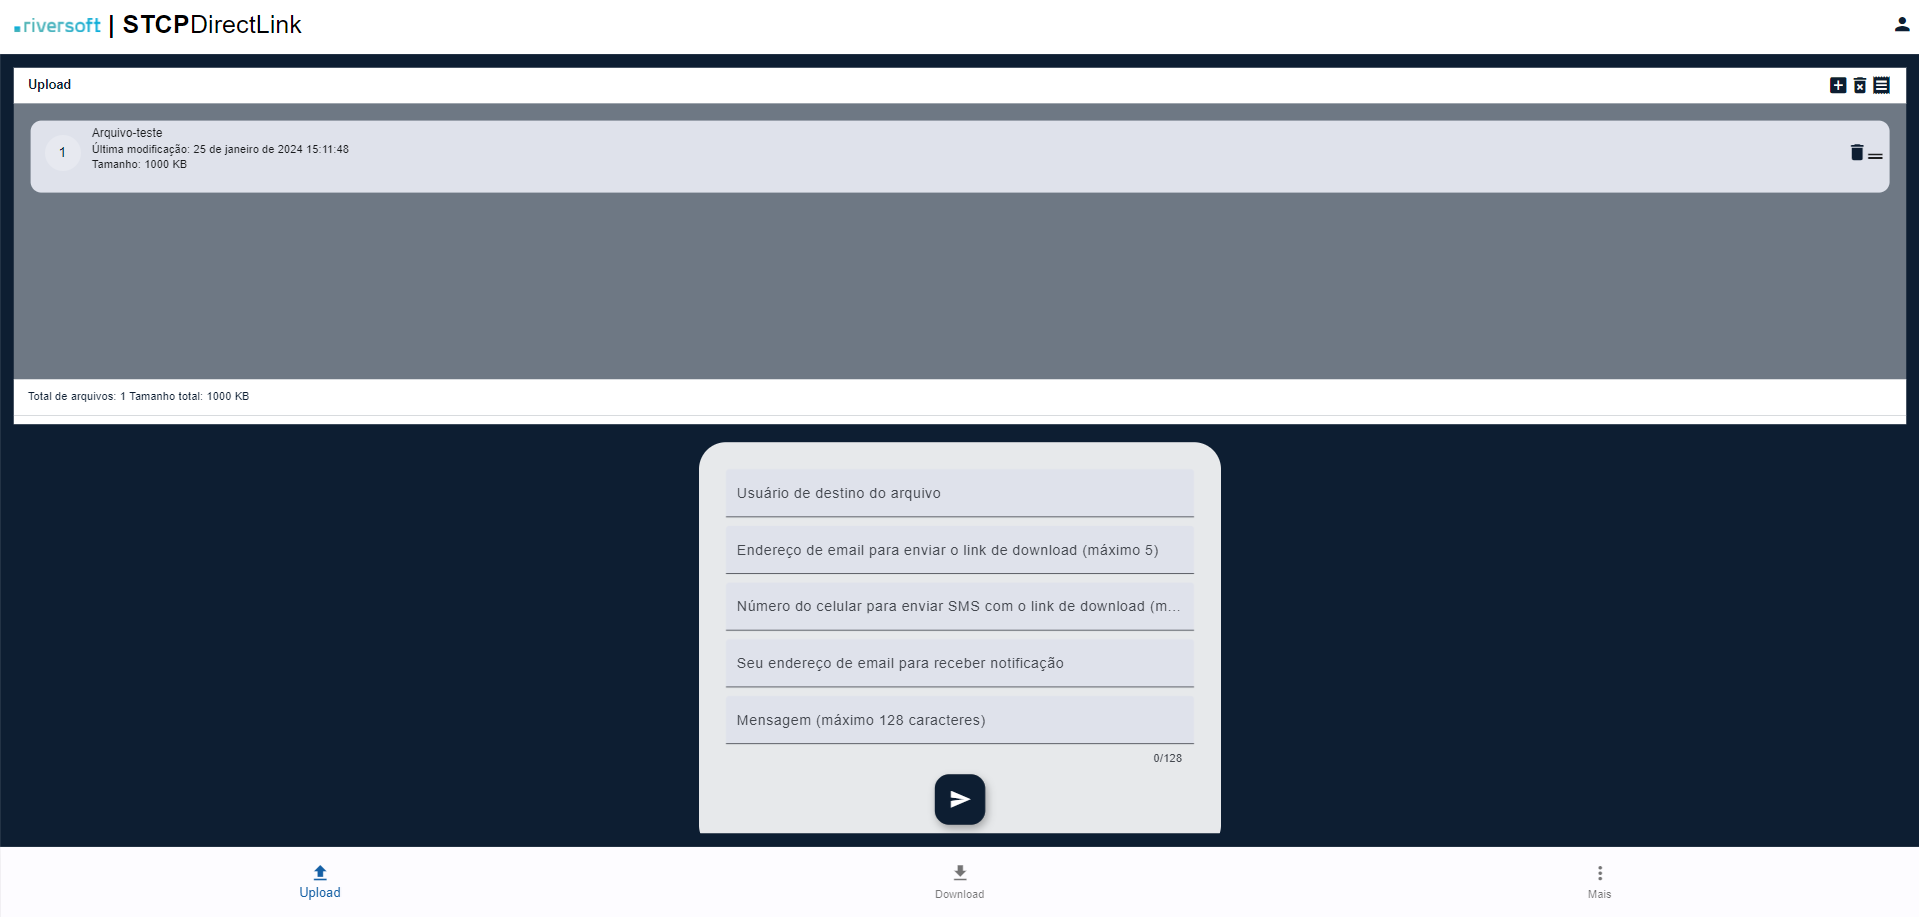 riversoft | STCPDirectLink
Upload
1
Arquivo-teste
Última modificação: 25 de janeiro de 2024 15:11:48
Tamanho: 1000 KB
Total de arquivos: 1 Tamanho total: 1000 KB
Usuário de destino do arquivo
Endereço de email para enviar o link de download (máximo 5)
Número do celular para enviar SMS com o link de download (m...
Seu endereço de email para receber notificação
Mensagem (máximo 128 caracteres)
0/128
Upload
Download
Mais